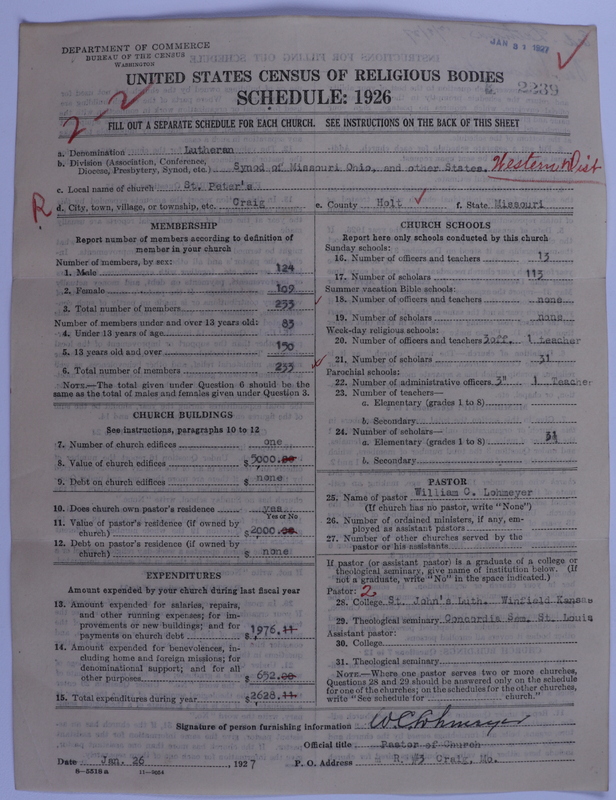 DEPARTMENT OF COMMERCE
BUREAU OF THE CENSUS
WASHINGTON
JAN 31 1927
UNITED STATES CENSUS OF RELIGIOUS BODIES
SCHEDULE: 1926
2239
2-2
FILL OUT A SEPARATE SCHEDULE FOR EACH CHURCH. SEE INSTRUCTIONS ON THE BACK OF THIS SHEET
a. Denomination Lutheran
b. Division (Association, Conference, Diocese, Presbytery, Synod, etc.) Synod of Missouri Ohio, and other States. Western Dist
c. Local name of church St. Peter's
R
d. City, town, village, or township, etc. Craig e. County Holt f. State Missouri
MEMBERSHIP
Report number of members according to definition of
member in your church
Number of members, by sex:
1. Male 124
2. Female 109
3. Total number of members 233
Number of members under and over 13 years old:
4. Under 13 years of age 83
5. 13 years old and over 150
6. Total number of members 233
NOTE.—The total given under Question 6 should be the
same as the total of males and females given under Question 3.
CHURCH BUILDINGS
See instructions, paragraphs 10 to 12
7. Number of church edifices one
8. Value of church edifices $ 5000.00
9. Debt on church edifices $ none
10. Does church own pastor's residence yes
Yes or No
11. Value of pastor's residence (if owned by
church) $ 2000.00
12. Debt on pastor's residence (if owned by
church) $ none
EXPENDITURES
Amount expended by your church during last fiscal year
13. Amount expended for salaries, repairs,
and other running expenses; for im-
provements or new buildings; and for
payments on church debt $ 1976.11
14. Amount expended for benevolences, in-
cluding home and foreign missions; for
denominational support; and for all
other purposes $ 652.00
15. Total expenditures during year $ 2628.11
CHURCH SCHOOLS
Report here only schools conducted by this church
Sunday schools:
16. Number of officers and teachers 13
17. Number of scholars 113
Summer vacation Bible schools:
18. Number of officers and teachers none
19. Number of scholars none
Week-day religious schools:
20. Number of officers and teachers 3off. 1 teacher
21. Number of scholars 31
Parochial schools:
22. Number of administrative officers 3" 1 Teacher
23. Number of teachers—
a. Elementary (grades 1 to 8)
b. Secondary
24. Number of scholars—
a. Elementary (grades 1 to 8)
b. Secondary
PASTOR
25. Name of pastor William C. Lohmeyer
(If church has no pastor, write "None")
26. Number of ordained ministers, if any, em-
ployed as assistant pastors
27. Number of other churches served by the
pastor or his assistants
If pastor (or assistant pastor) is a graduate of a college or
theological seminary, give name of institution below. (If
not a graduate, write "No" in the space indicated.)
Pastor: 2
28. College St. John's Luth. Winfield Kansas
29. Theological seminary Concordia Sem. St. Louis
Assistant pastor:
30. College
31. Theological seminary
NOTE.—Where one pastor serves two or more churches,
Questions 28 and 29 should be answered only on the schedule
for one of the churches; on the schedules for the other churches,
write "See schedule for church."
Signature of person furnishing information W C Lohmeyer
Official title Pastor of Church
Date Jan. 26 1927 P. O. Address R. #3 Craig, Mo.
8—5518 a 11—9054